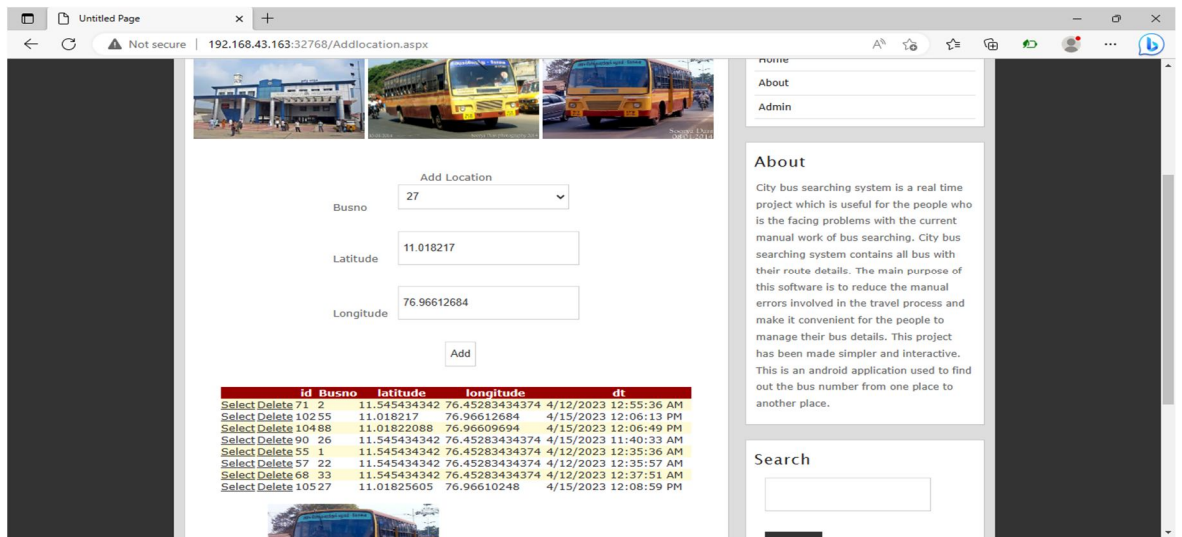 Untitled Page
Not secure
192.168.43.163:32768/Addlocation.aspx
Home
About
Admin
Add Location
Busno
27
Latitude
11.018217
Longitude
76.96612684
Add
id Busno latitude longitude dt
Select Delete 71 2 11.545434342 76.45283434374 4/12/2023 12:55:36 AM
Select Delete 102 55 11.018217 76.96612684 4/15/2023 12:06:13 PM
Select Delete 104 88 11.01822088 76.96609694 4/15/2023 12:06:49 PM
Select Delete 90 26 11.545434342 76.45283434374 4/15/2023 11:40:33 AM
Select Delete 55 1 11.545434342 76.45283434374 4/12/2023 12:35:36 AM
Select Delete 57 22 11.545434342 76.45283434374 4/12/2023 12:35:57 AM
Select Delete 68 33 11.545434342 76.45283434374 4/12/2023 12:37:51 AM
Select Delete 105 27 11.01825605 76.96610248 4/15/2023 12:08:59 PM
About
City bus searching system is a real time
project which is useful for the people who
is the facing problems with the current
manual work of bus searching. City bus
searching system contains all bus with
their route details. The main purpose of
this software is to reduce the manual
errors involved in the travel process and
make it convenient for the people to
manage their bus details. This project
has been made simpler and interactive.
This is an android application used to find
out the bus number from one place to
another place.
Search